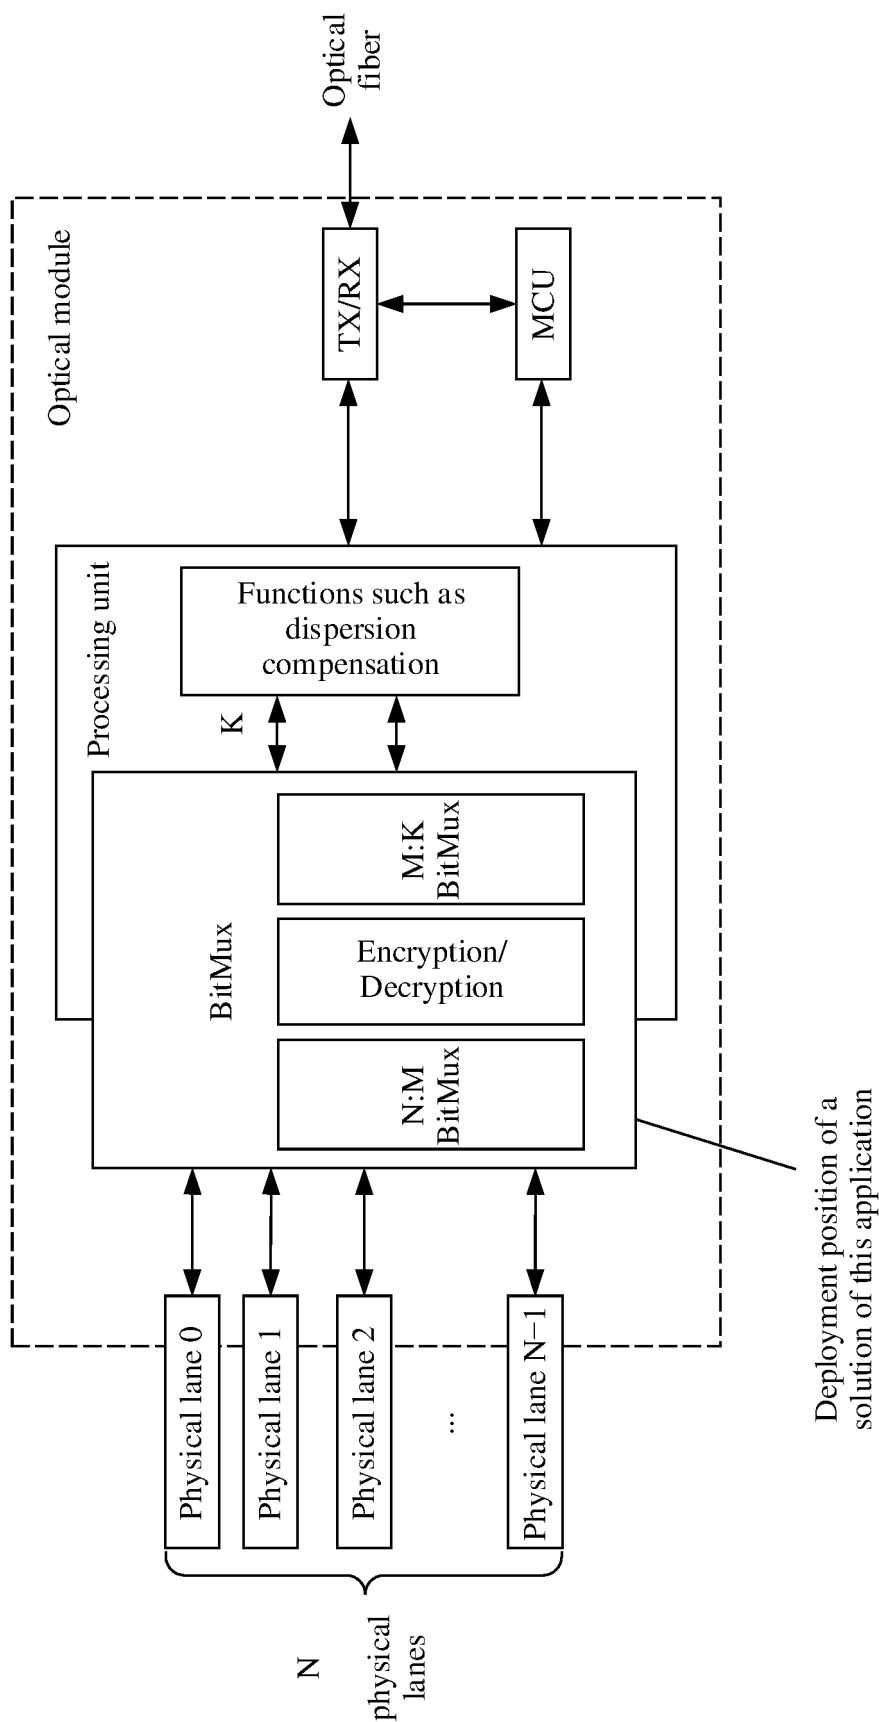 Optical module
Processing unit
BitMux
N:M
BitMux
Encryption/
Decryption
M:K
BitMux
K
Functions such as
dispersion
compensation
TX/RX
MCU
Optical
fiber
Physical lane 0
Physical lane 1
Physical lane 2
...
Physical lane N−1
N
physical
lanes
Deployment position of a
solution of this application